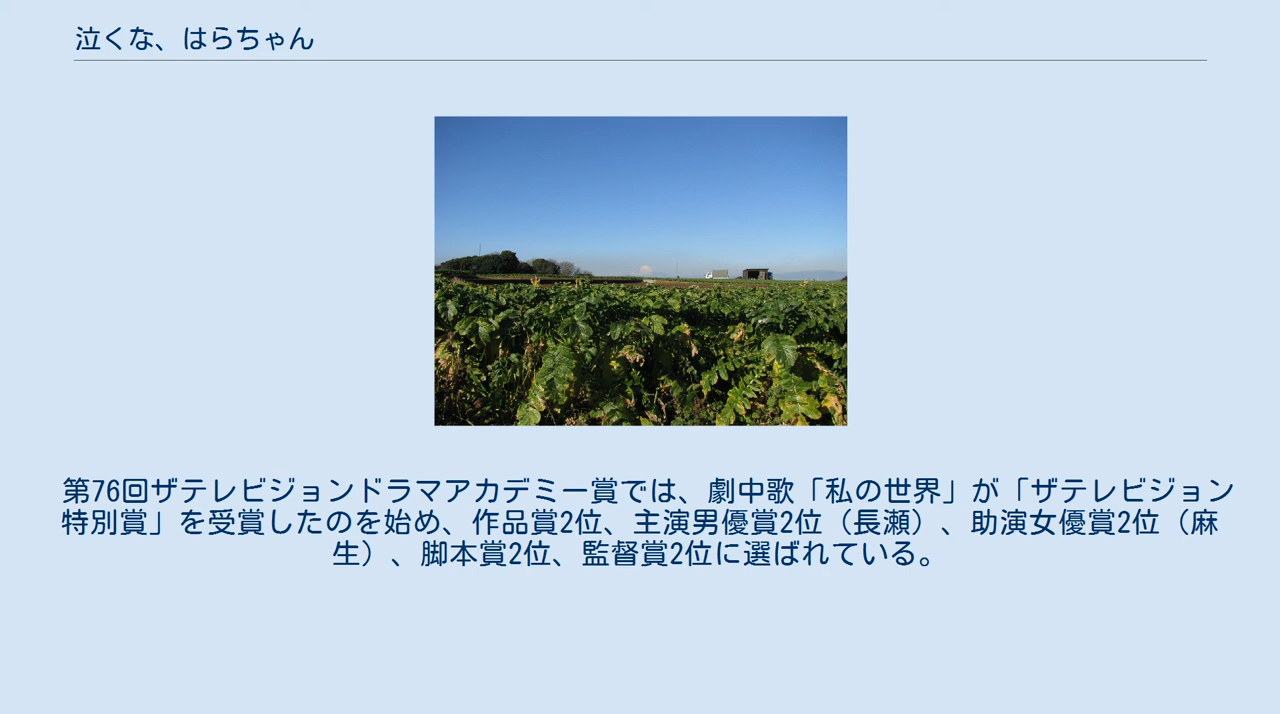 泣くな、はらちゃん
第76回ザテレビジョンドラマアカデミー賞では、劇中歌「私の世界」が「ザテレビジョン
特別賞」を受賞したのを始め、作品賞2位、主演男優賞2位（長瀬）、助演女優賞2位（麻
生）、脚本賞2位、監督賞2位に選ばれている。